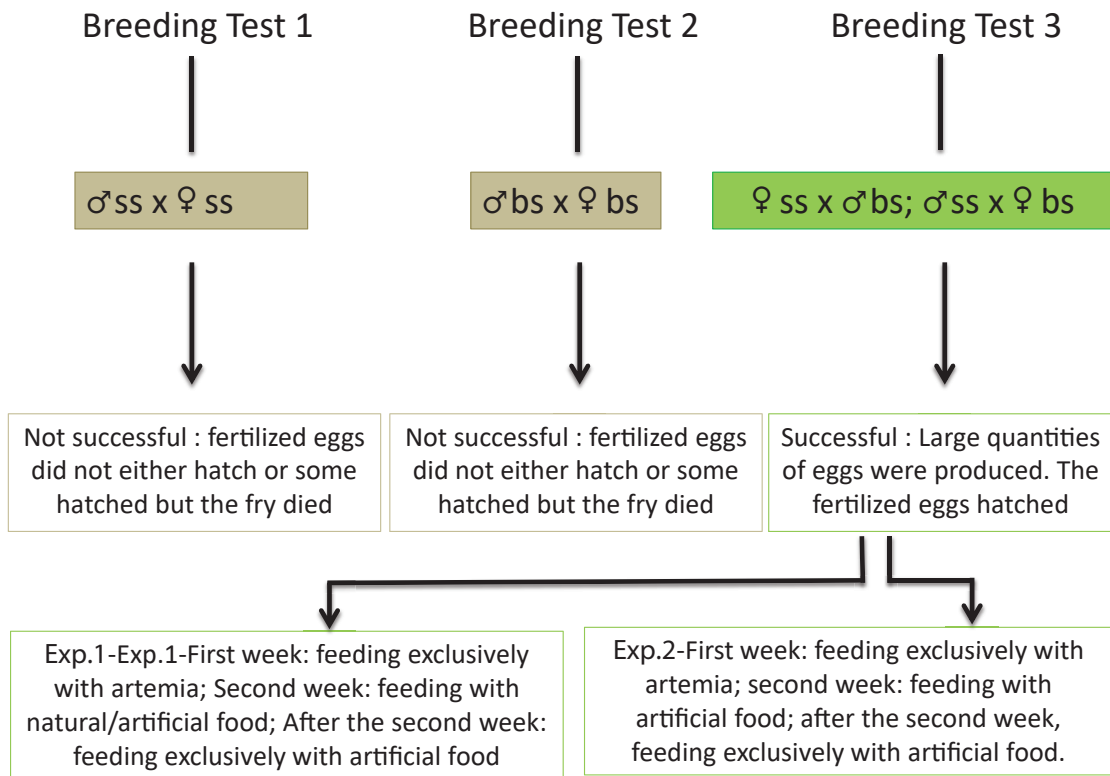 Breeding Test 1
Breeding Test 2
Breeding Test 3
♂ss x ♀ ss
♂bs x ♀ bs
♀ ss x ♂bs; ♂ss x ♀ bs
Not successful : fertilized eggs
did not either hatch or some
hatched but the fry died
Not successful : fertilized eggs
did not either hatch or some
hatched but the fry died
Successful : Large quantities
of eggs were produced. The
fertilized eggs hatched
Exp.1-Exp.1-First week: feeding exclusively
with artemia; Second week: feeding with
natural/artificial food; After the second week:
feeding exclusively with artificial food
Exp.2-First week: feeding exclusively with
artemia; second week: feeding with
artificial food; after the second week,
feeding exclusively with artificial food.